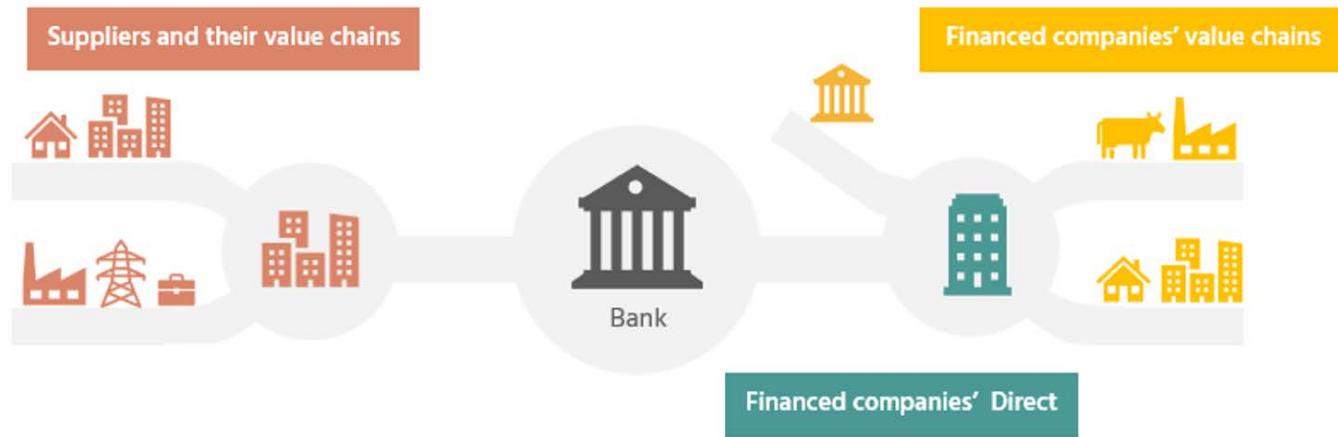 Suppliers and their value chains
Financed companies' value chains
Bank
Financed companies'  Direct